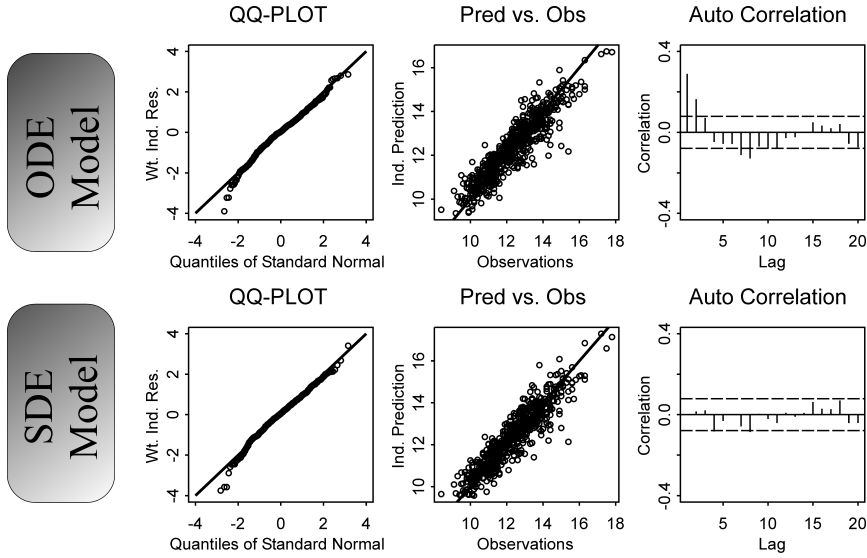 QQ-PLOT
Pred vs. Obs
Auto Correlation
ODE
Model
Wt. Ind. Res.
4
2
0
-2
-4
-4 -2 0 2 4
Quantiles of Standard Normal
Ind. Prediction
16
14
12
10
10 12 14 16 18
Observations
Correlation
0.4
0.0
-0.4
5 10 15 20
Lag
QQ-PLOT
Pred vs. Obs
Auto Correlation
SDE
Model
Wt. Ind. Res.
4
2
0
-2
-4
-4 -2 0 2 4
Quantiles of Standard Normal
Ind. Prediction
16
14
12
10
10 12 14 16 18
Observations
Correlation
0.4
0.0
-0.4
5 10 15 20
Lag